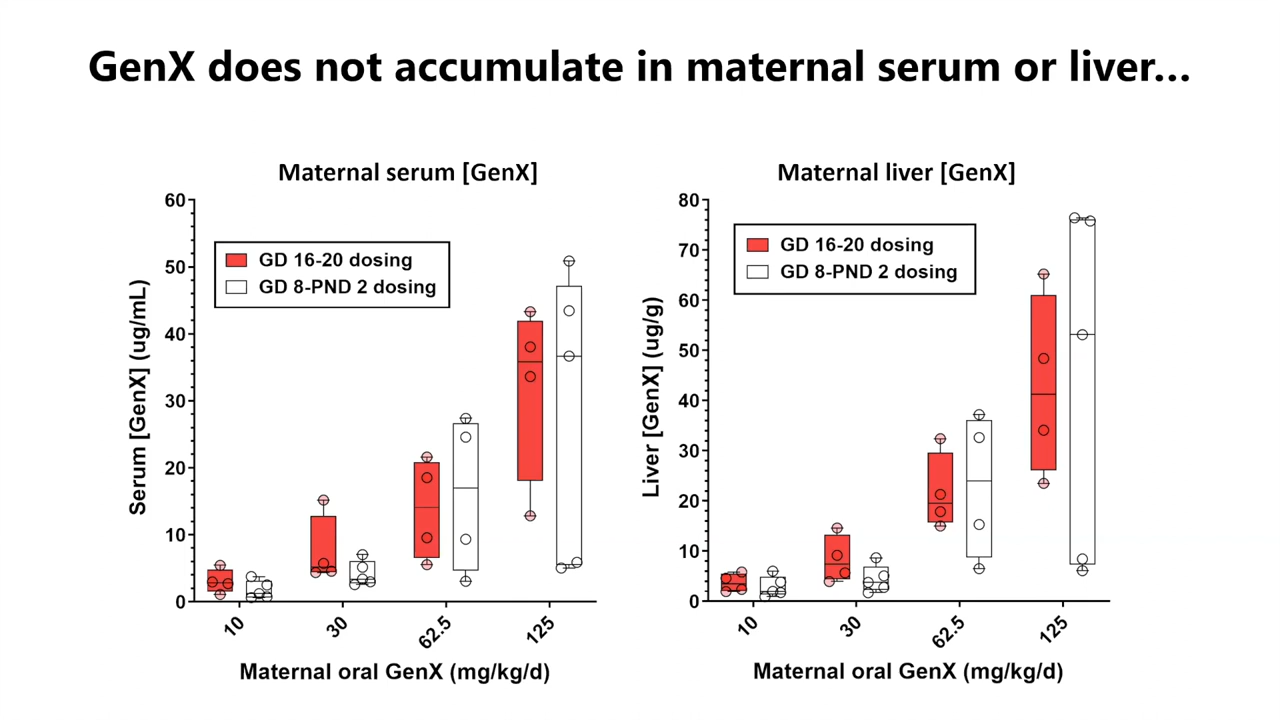 GenX does not accumulate in maternal serum or liver...
Maternal serum [GenX]
60
50
40
30
20
10
0
Serum [GenX] (ug/mL)
GD 16-20 dosing
GD 8-PND 2 dosing
10
30
62.5
125
Maternal oral GenX (mg/kg/d)
Maternal liver [GenX]
80
70
60
50
40
30
20
10
0
Liver [GenX] (ug/g)
GD 16-20 dosing
GD 8-PND 2 dosing
10
30
62.5
125
Maternal oral GenX (mg/kg/d)